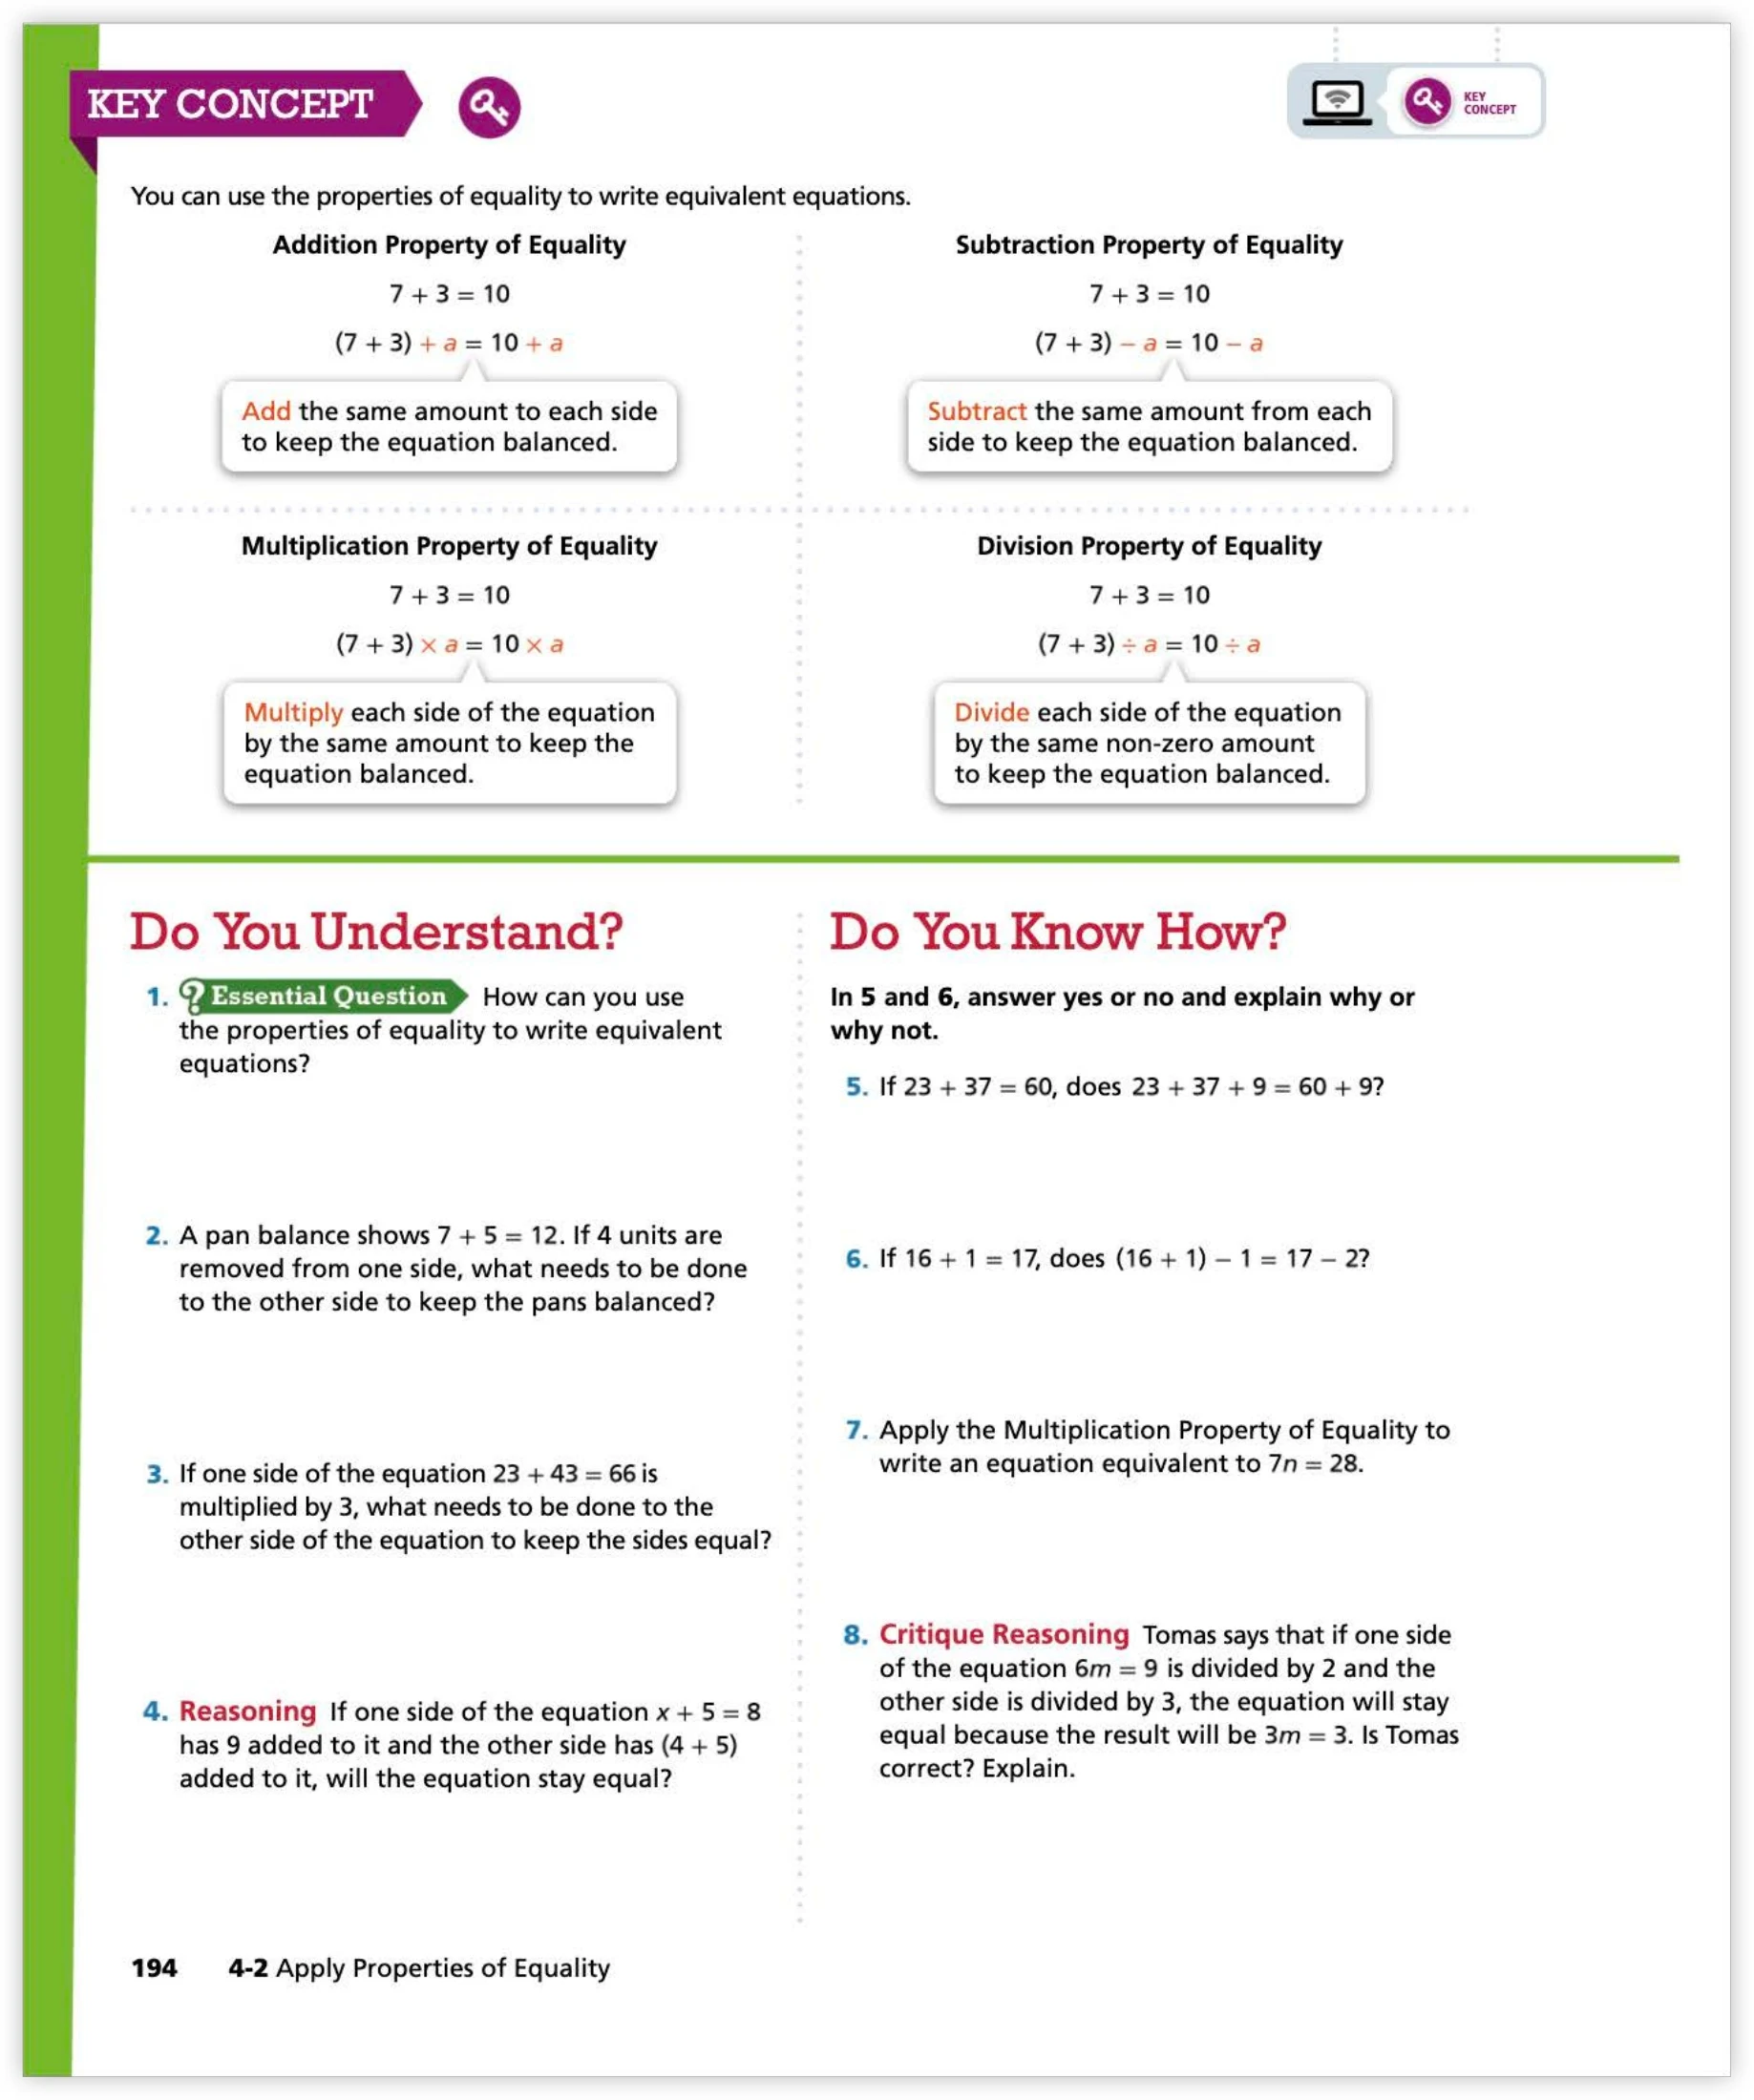 KEY CONCEPT
KEY
CONCEPT
You can use the properties of equality to write equivalent equations.
Addition Property of Equality
7 + 3 = 10
(7 + 3) + a = 10 + a
Add the same amount to each side
to keep the equation balanced.
Subtraction Property of Equality
7 + 3 = 10
(7 + 3) − a = 10 − a
Subtract the same amount from each
side to keep the equation balanced.
Multiplication Property of Equality
7 + 3 = 10
(7 + 3) × a = 10 × a
Multiply each side of the equation
by the same amount to keep the
equation balanced.
Division Property of Equality
7 + 3 = 10
(7 + 3) ÷ a = 10 ÷ a
Divide each side of the equation
by the same non-zero amount
to keep the equation balanced.
Do You Understand?
1. ? Essential Question How can you use
the properties of equality to write equivalent
equations?
2. A pan balance shows 7 + 5 = 12. If 4 units are
removed from one side, what needs to be done
to the other side to keep the pans balanced?
3. If one side of the equation 23 + 43 = 66 is
multiplied by 3, what needs to be done to the
other side of the equation to keep the sides equal?
4. Reasoning If one side of the equation x + 5 = 8
has 9 added to it and the other side has (4 + 5)
added to it, will the equation stay equal?
Do You Know How?
In 5 and 6, answer yes or no and explain why or
why not.
5. If 23 + 37 = 60, does 23 + 37 + 9 = 60 + 9?
6. If 16 + 1 = 17, does (16 + 1) − 1 = 17 − 2?
7. Apply the Multiplication Property of Equality to
write an equation equivalent to 7n = 28.
8. Critique Reasoning Tomas says that if one side
of the equation 6m = 9 is divided by 2 and the
other side is divided by 3, the equation will stay
equal because the result will be 3m = 3. Is Tomas
correct? Explain.
194 4-2 Apply Properties of Equality